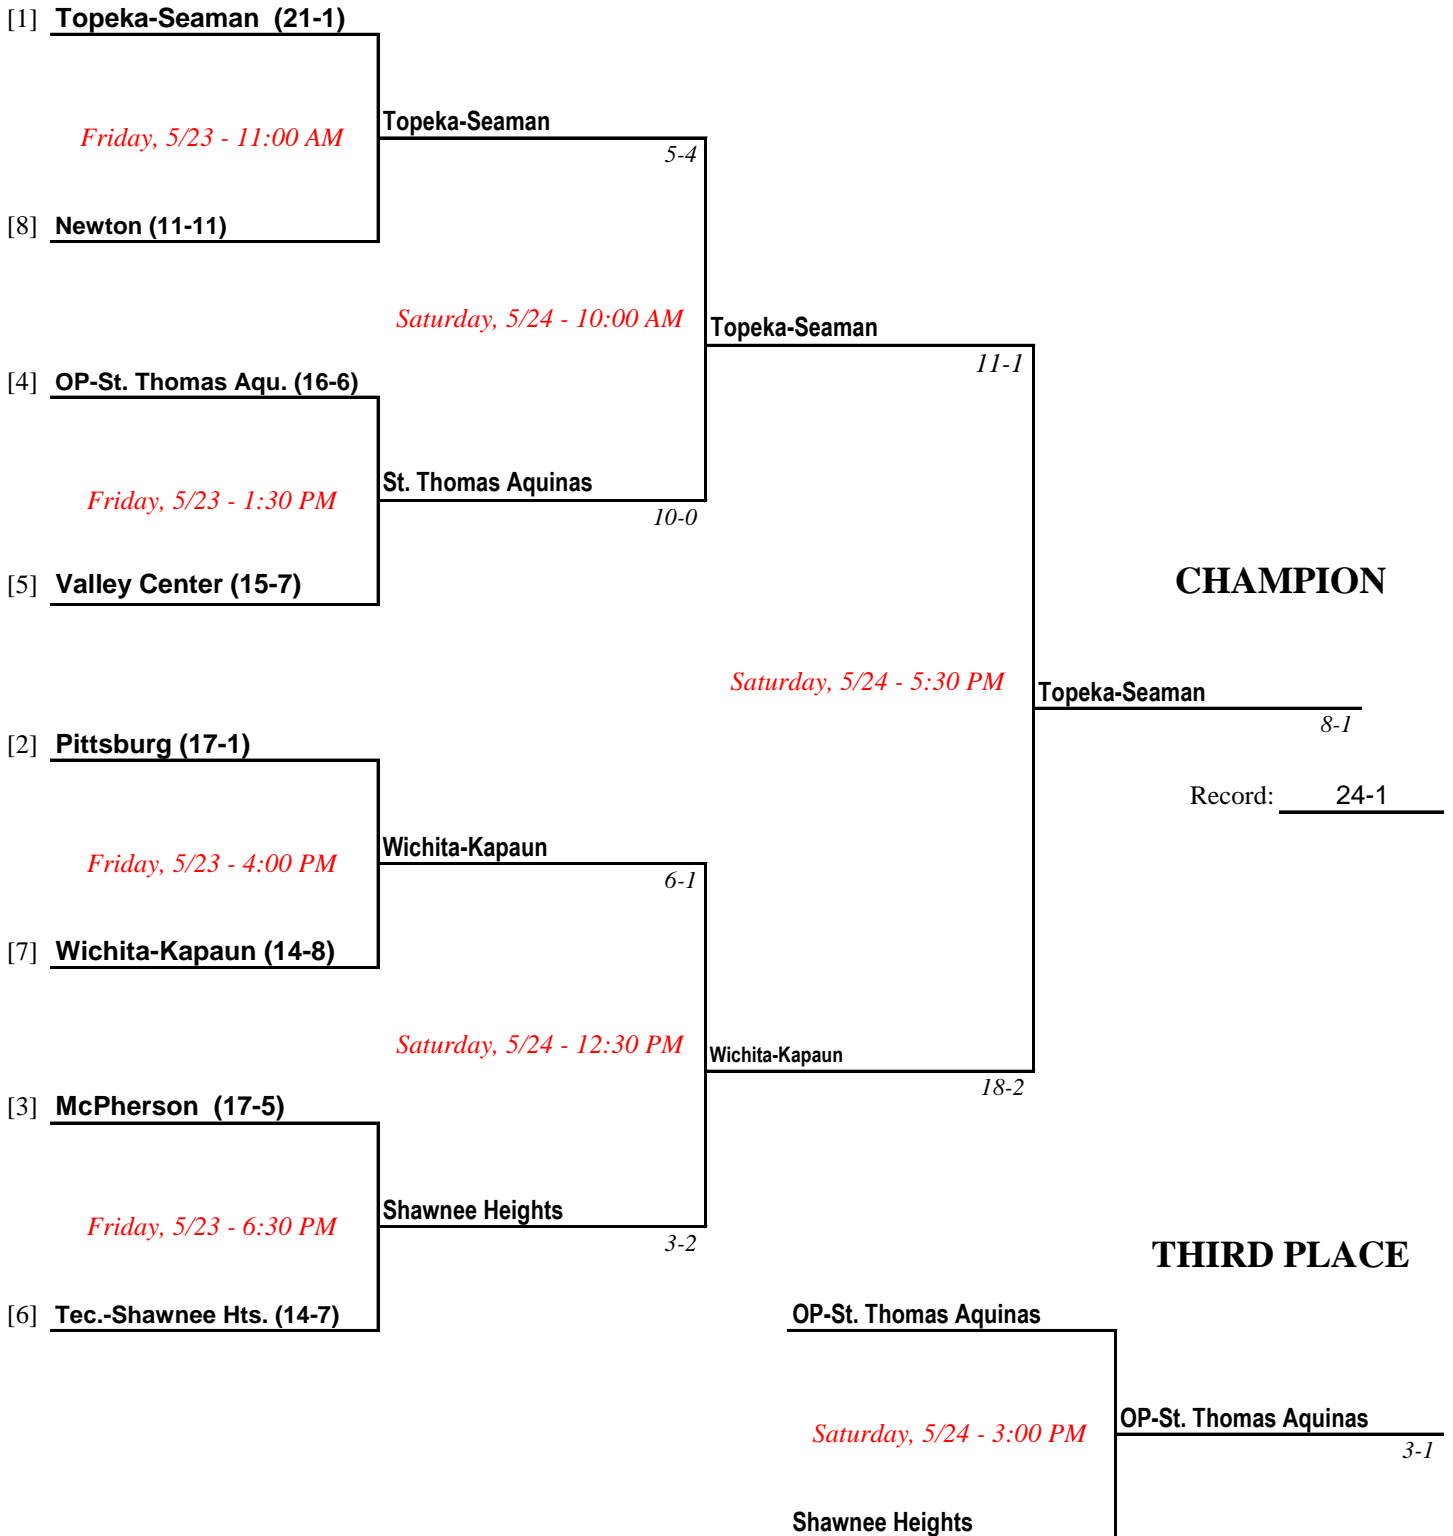 [1] Topeka-Seaman  (21-1)
Topeka-Seaman
Friday, 5/23 - 11:00 AM
5-4
[8] Newton (11-11)
Saturday, 5/24 - 10:00 AM
Topeka-Seaman
11-1
[4] OP-St. Thomas Aqu. (16-6)
St. Thomas Aquinas
Friday, 5/23 - 1:30 PM
10-0
[5] Valley Center (15-7)
CHAMPION
Saturday, 5/24 - 5:30 PM
Topeka-Seaman
8-1
[2] Pittsburg (17-1)
Record: 24-1
Wichita-Kapaun
Friday, 5/23 - 4:00 PM
6-1
[7] Wichita-Kapaun (14-8)
Saturday, 5/24 - 12:30 PM
Wichita-Kapaun
18-2
[3] McPherson  (17-5)
Shawnee Heights
Friday, 5/23 - 6:30 PM
3-2
THIRD PLACE
[6] Tec.-Shawnee Hts. (14-7)
OP-St. Thomas Aquinas
OP-St. Thomas Aquinas
Saturday, 5/24 - 3:00 PM
3-1
Shawnee Heights